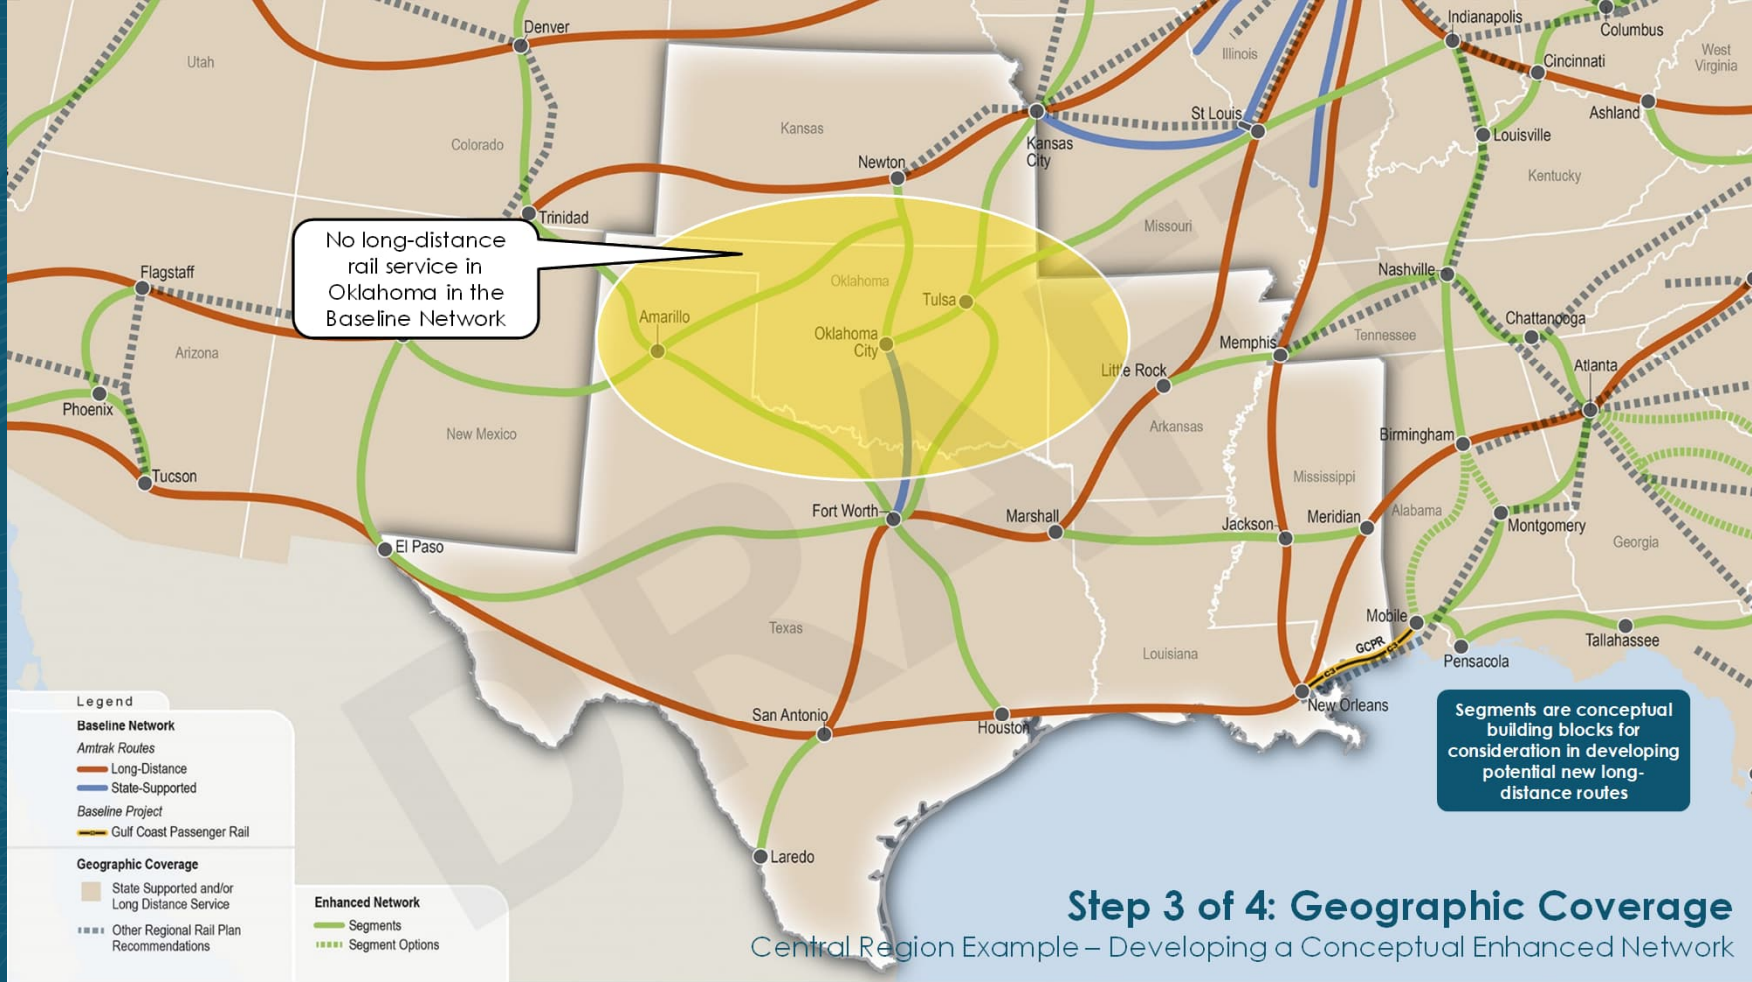 Denver
Indianapolis
Columbus
Utah
Illinois
West
Virginia
Cincinnati
Kansas
St Louis
Ashland
Colorado
Kansas
City
Louisville
Newton
Kentucky
Trinidad
Missouri
No long-distance
rail service in
Oklahoma in the
Baseline Network
Flagstaff
Oklahoma
Nashville
Tulsa
Amarillo
Chattanooga
Oklahoma
City
Memphis
Tennessee
Arizona
Little Rock
Atlanta
Phoenix
New Mexico
Arkansas
Birmingham
Tucson
Mississippi
Fort Worth
Marshall
Jackson
Meridian
Alabama
Montgomery
El Paso
Georgia
Texas
Mobile
Tallahassee
GCPR
Louisiana
Pensacola
San Antonio
Houston
New Orleans
Laredo
DRAFT
Segments are conceptual
building blocks for
consideration in developing
potential new long-
distance routes
Legend
Baseline Network
Amtrak Routes
Long-Distance
State-Supported
Baseline Project
Gulf Coast Passenger Rail
Geographic Coverage
State Supported and/or
Long Distance Service
Other Regional Rail Plan
Recommendations
Enhanced Network
Segments
Segment Options
Step 3 of 4: Geographic Coverage
Central Region Example – Developing a Conceptual Enhanced Network